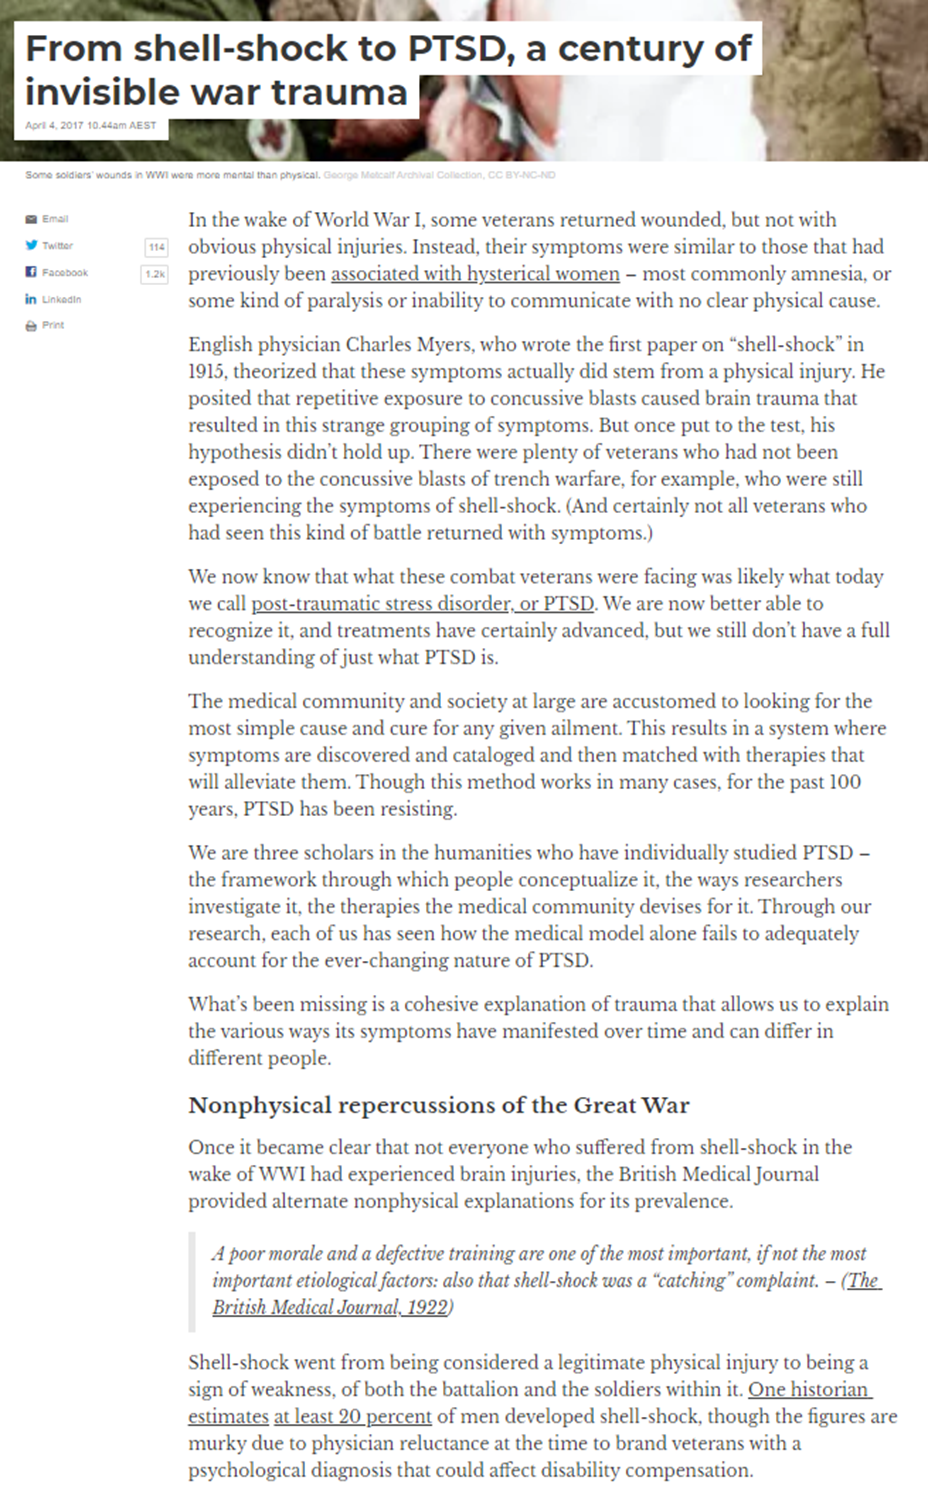 From shell-shock to PTSD, a century of
invisible war trauma
April 4, 2017 10.44am AEST
Some soldiers' wounds in WWI were more mental than physical. George Metcalf Archival Collection, CC BY-NC-ND
Email
Twitter 114
Facebook 1.2k
LinkedIn
Print
In the wake of World War I, some veterans returned wounded, but not with
obvious physical injuries. Instead, their symptoms were similar to those that had
previously been associated with hysterical women – most commonly amnesia, or
some kind of paralysis or inability to communicate with no clear physical cause.
English physician Charles Myers, who wrote the first paper on “shell-shock” in
1915, theorized that these symptoms actually did stem from a physical injury. He
posited that repetitive exposure to concussive blasts caused brain trauma that
resulted in this strange grouping of symptoms. But once put to the test, his
hypothesis didn’t hold up. There were plenty of veterans who had not been
exposed to the concussive blasts of trench warfare, for example, who were still
experiencing the symptoms of shell-shock. (And certainly not all veterans who
had seen this kind of battle returned with symptoms.)
We now know that what these combat veterans were facing was likely what today
we call post-traumatic stress disorder, or PTSD. We are now better able to
recognize it, and treatments have certainly advanced, but we still don’t have a full
understanding of just what PTSD is.
The medical community and society at large are accustomed to looking for the
most simple cause and cure for any given ailment. This results in a system where
symptoms are discovered and cataloged and then matched with therapies that
will alleviate them. Though this method works in many cases, for the past 100
years, PTSD has been resisting.
We are three scholars in the humanities who have individually studied PTSD –
the framework through which people conceptualize it, the ways researchers
investigate it, the therapies the medical community devises for it. Through our
research, each of us has seen how the medical model alone fails to adequately
account for the ever-changing nature of PTSD.
What’s been missing is a cohesive explanation of trauma that allows us to explain
the various ways its symptoms have manifested over time and can differ in
different people.
Nonphysical repercussions of the Great War
Once it became clear that not everyone who suffered from shell-shock in the
wake of WWI had experienced brain injuries, the British Medical Journal
provided alternate nonphysical explanations for its prevalence.
A poor morale and a defective training are one of the most important, if not the most
important etiological factors: also that shell-shock was a “catching” complaint. – (The
British Medical Journal, 1922)
Shell-shock went from being considered a legitimate physical injury to being a
sign of weakness, of both the battalion and the soldiers within it. One historian
estimates at least 20 percent of men developed shell-shock, though the figures are
murky due to physician reluctance at the time to brand veterans with a
psychological diagnosis that could affect disability compensation.